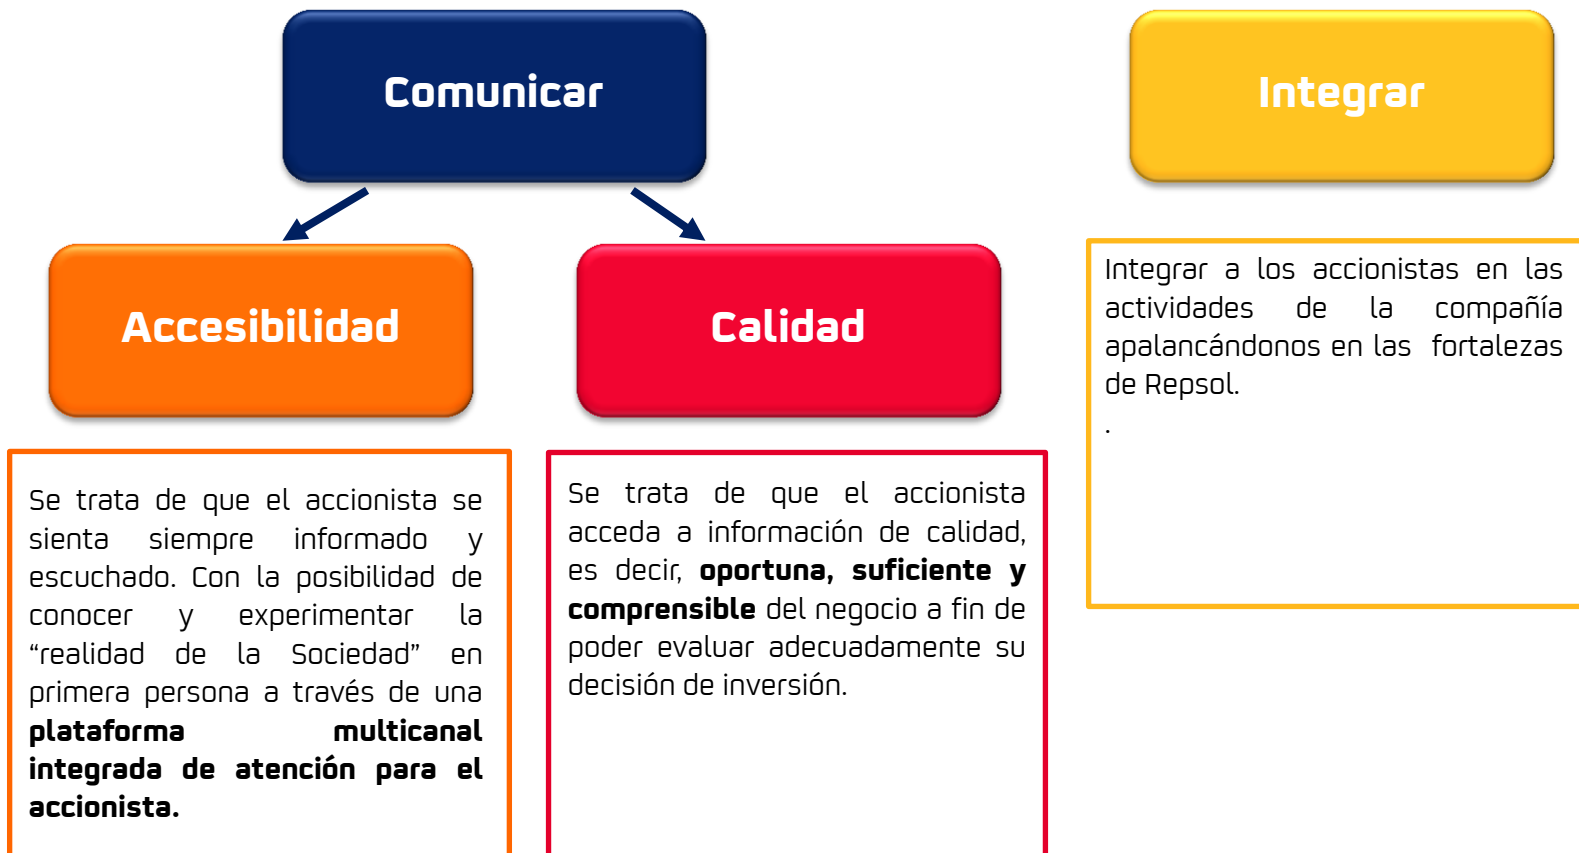 Comunicar
Integrar
Accesibilidad
Calidad
Se trata de que el accionista se
sienta siempre informado y
escuchado. Con la posibilidad de
conocer y experimentar la
“realidad de la Sociedad” en
primera persona a través de una
plataforma multicanal
integrada de atención para el
accionista.
Se trata de que el accionista
acceda a información de calidad,
es decir, oportuna, suficiente y
comprensible del negocio a fin de
poder evaluar adecuadamente su
decisión de inversión.
Integrar a los accionistas en las
actividades de la compañía
apalancándonos en las fortalezas
de Repsol.
.